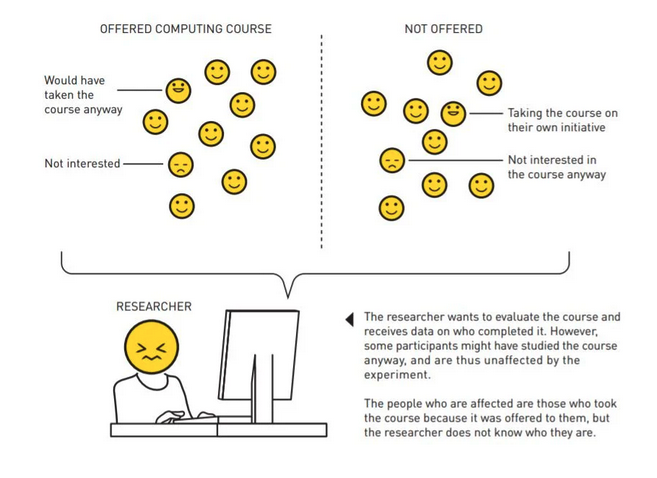 OFFERED COMPUTING COURSE
NOT OFFERED
Would have
taken the
course anyway
Not interested
Taking the course on
their own initiative
Not interested in
the course anyway
RESEARCHER
The researcher wants to evaluate the course and
receives data on who completed it. However,
some participants might have studied the course
anyway, and are thus unaffected by the
experiment.
The people who are affected are those who took
the course because it was offered to them, but
the researcher does not know who they are.